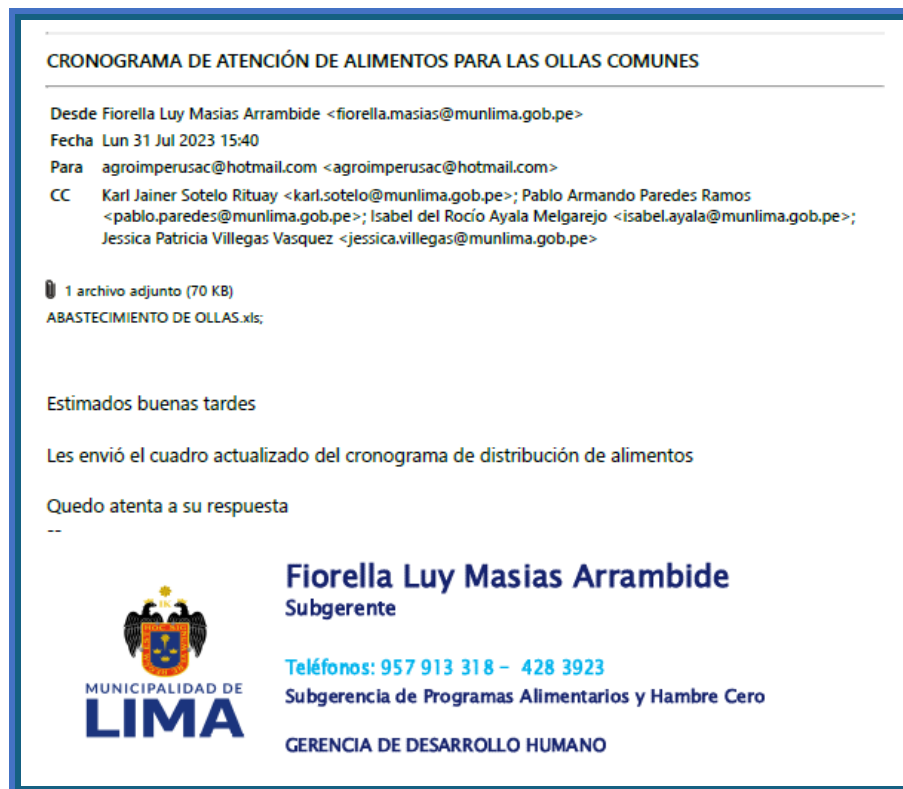 CRONOGRAMA DE ATENCIÓN DE ALIMENTOS PARA LAS OLLAS COMUNES
Desde Fiorella Luy Masias Arrambide <fiorella.masias@munlima.gob.pe>
Fecha Lun 31 Jul 2023 15:40
Para agroimperusac@hotmail.com <agroimperusac@hotmail.com>
CC Karl Jainer Sotelo Rituay <karl.sotelo@munlima.gob.pe>; Pablo Armando Paredes Ramos
<pablo.paredes@munlima.gob.pe>; Isabel del Rocío Ayala Melgarejo <isabel.ayala@munlima.gob.pe>;
Jessica Patricia Villegas Vasquez <jessica.villegas@munlima.gob.pe>
1 archivo adjunto (70 KB)
ABASTECIMIENTO DE OLLAS.xls;
Estimados buenas tardes
Les envió el cuadro actualizado del cronograma de distribución de alimentos
Quedo atenta a su respuesta
--
Fiorella Luy Masias Arrambide
Subgerente
Teléfonos: 957 913 318 – 428 3923
Subgerencia de Programas Alimentarios y Hambre Cero
GERENCIA DE DESARROLLO HUMANO
MUNICIPALIDAD DE
LIMA